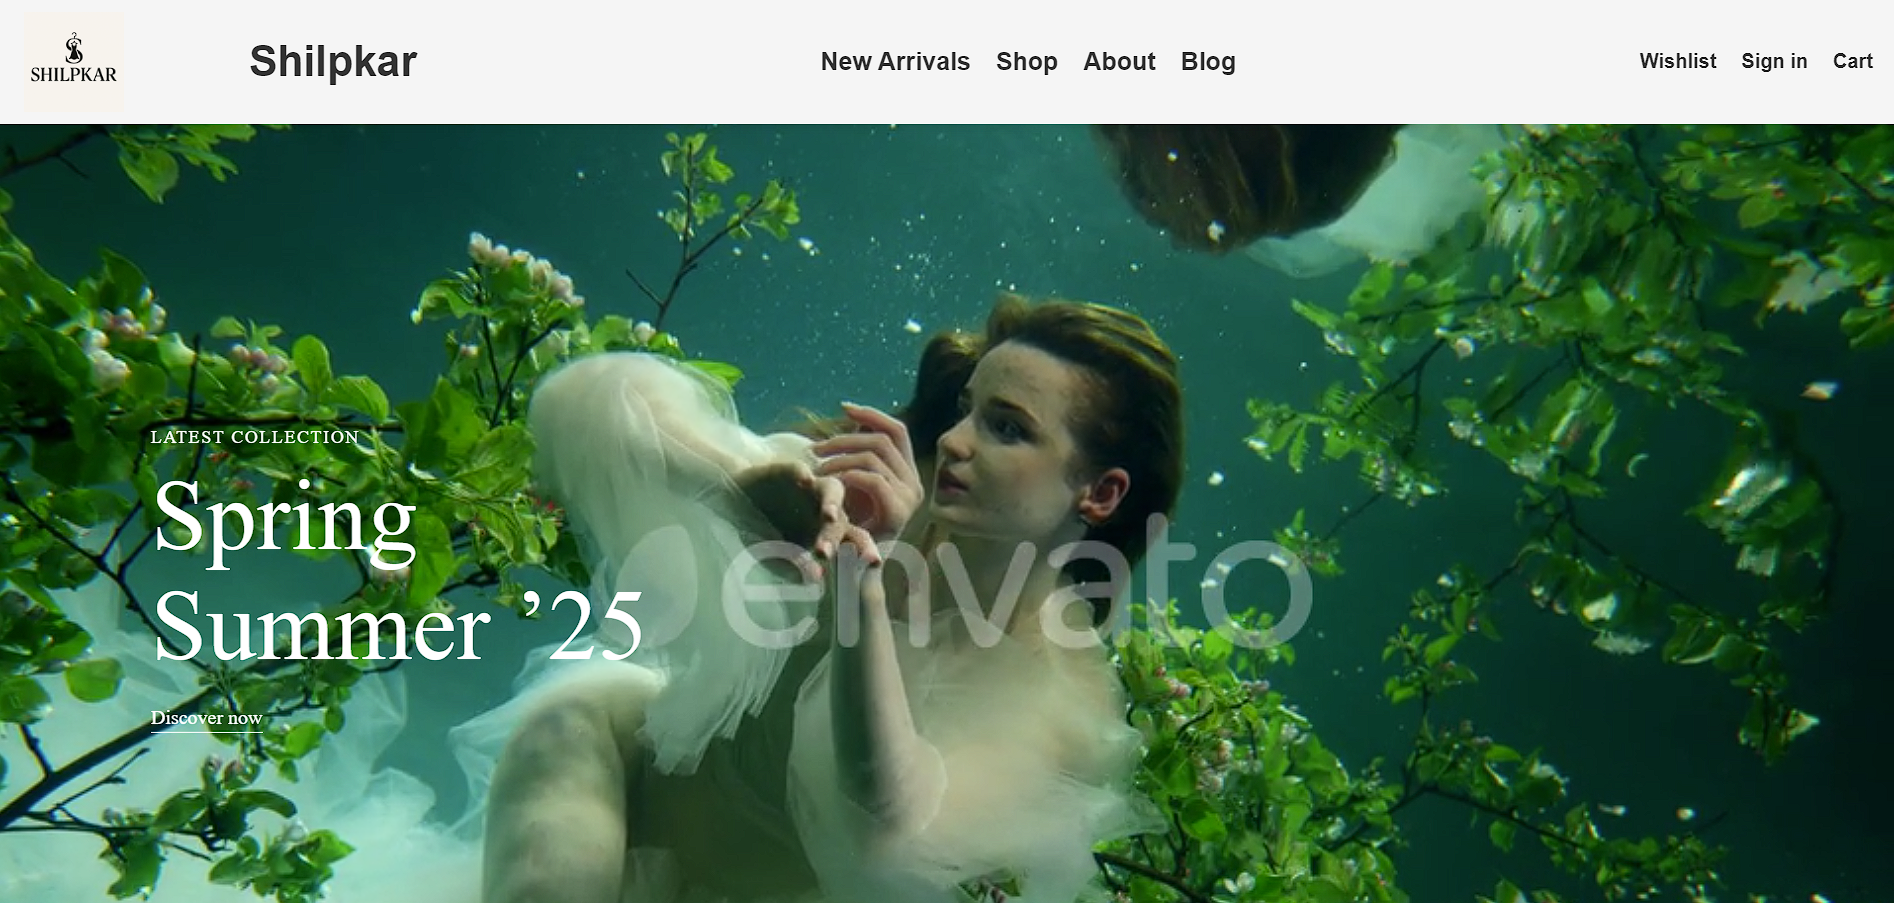 SHILPKAR
Shilpkar
New Arrivals Shop About Blog
Wishlist Sign in Cart
LATEST COLLECTION
Spring
Summer ’25
Discover now
envato